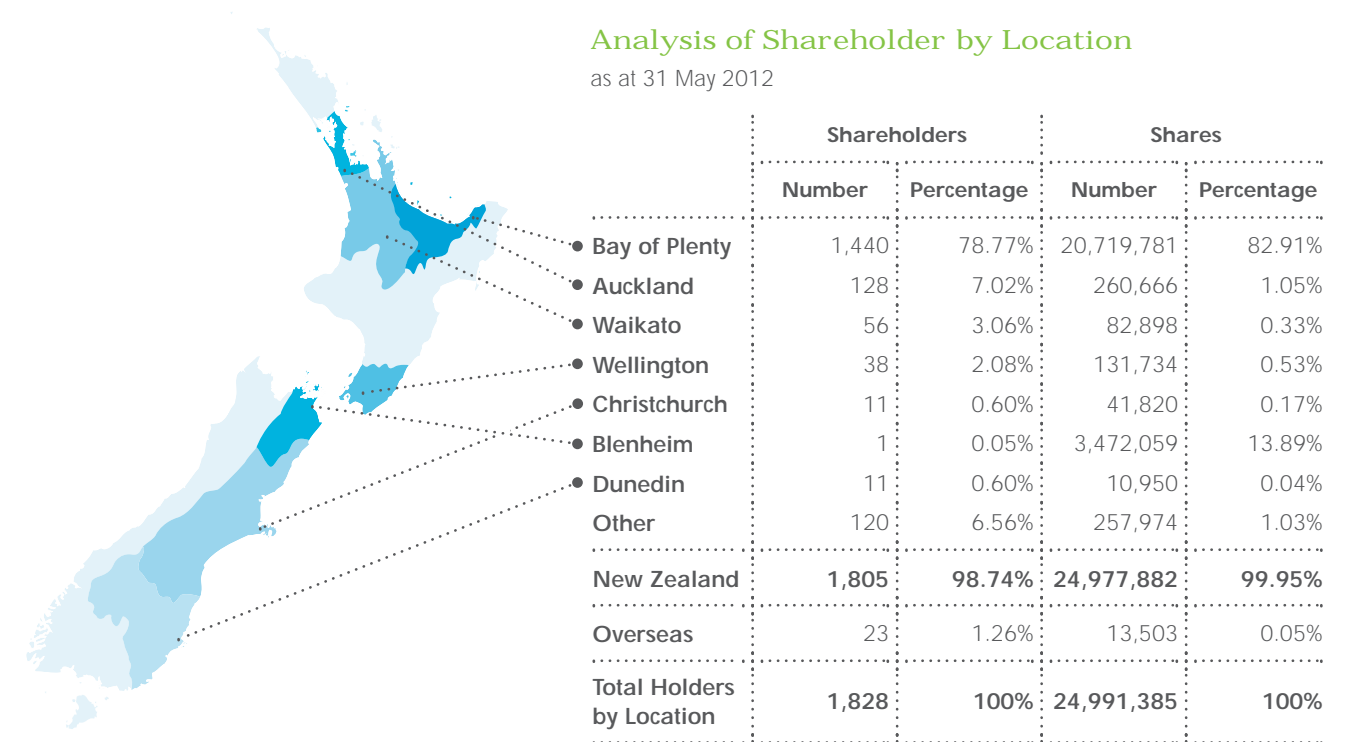 Analysis of Shareholder by Location
as at 31 May 2012
Shareholders Shares
Number Percentage Number Percentage
Bay of Plenty 1,440 78.77% 20,719,781 82.91%
Auckland 128 7.02% 260,666 1.05%
Waikato 56 3.06% 82,898 0.33%
Wellington 38 2.08% 131,734 0.53%
Christchurch 11 0.60% 41,820 0.17%
Blenheim 1 0.05% 3,472,059 13.89%
Dunedin 11 0.60% 10,950 0.04%
Other 120 6.56% 257,974 1.03%
New Zealand 1,805 98.74% 24,977,882 99.95%
Overseas 23 1.26% 13,503 0.05%
Total Holders
by Location 1,828 100% 24,991,385 100%